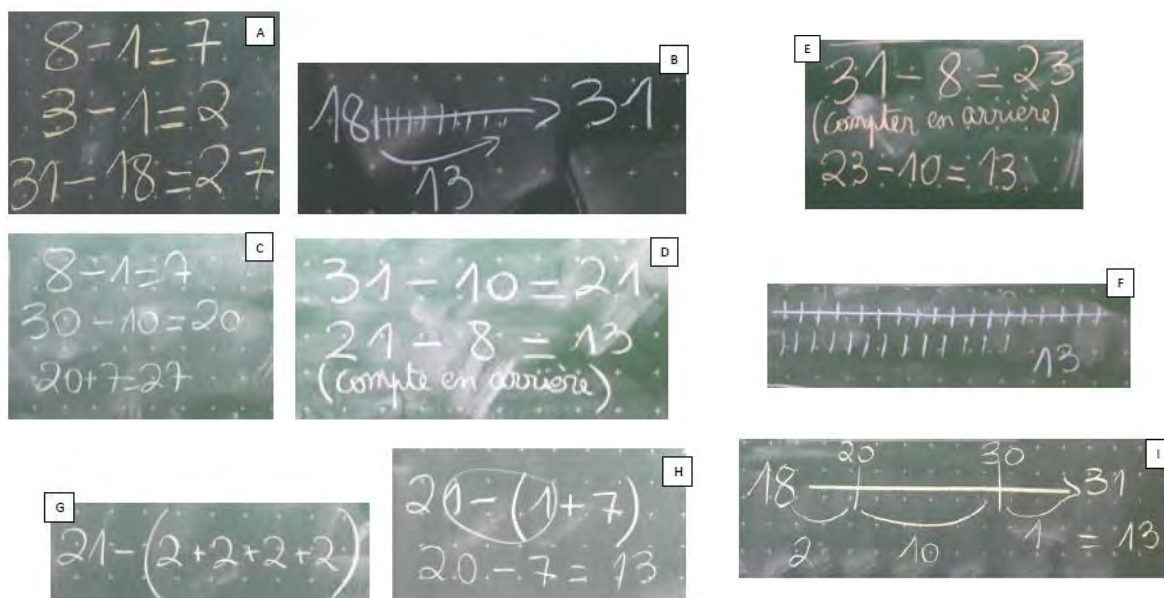 A
8 - 1 = 7
3 - 1 = 2
31 - 18 = 27
B
18 31
13
E
31 - 8 = 23
(compter en arrière)
23 - 10 = 13
C
8 - 1 = 7
30 - 10 = 20
20 + 7 = 27
D
31 - 10 = 21
21 - 8 = 13
(compte en arrière)
F
13
G
21 - (2 + 2 + 2 + 2)
H
21 - (1 + 7)
20 - 7 = 13
I
20 30
18 31
2 10 1 = 13